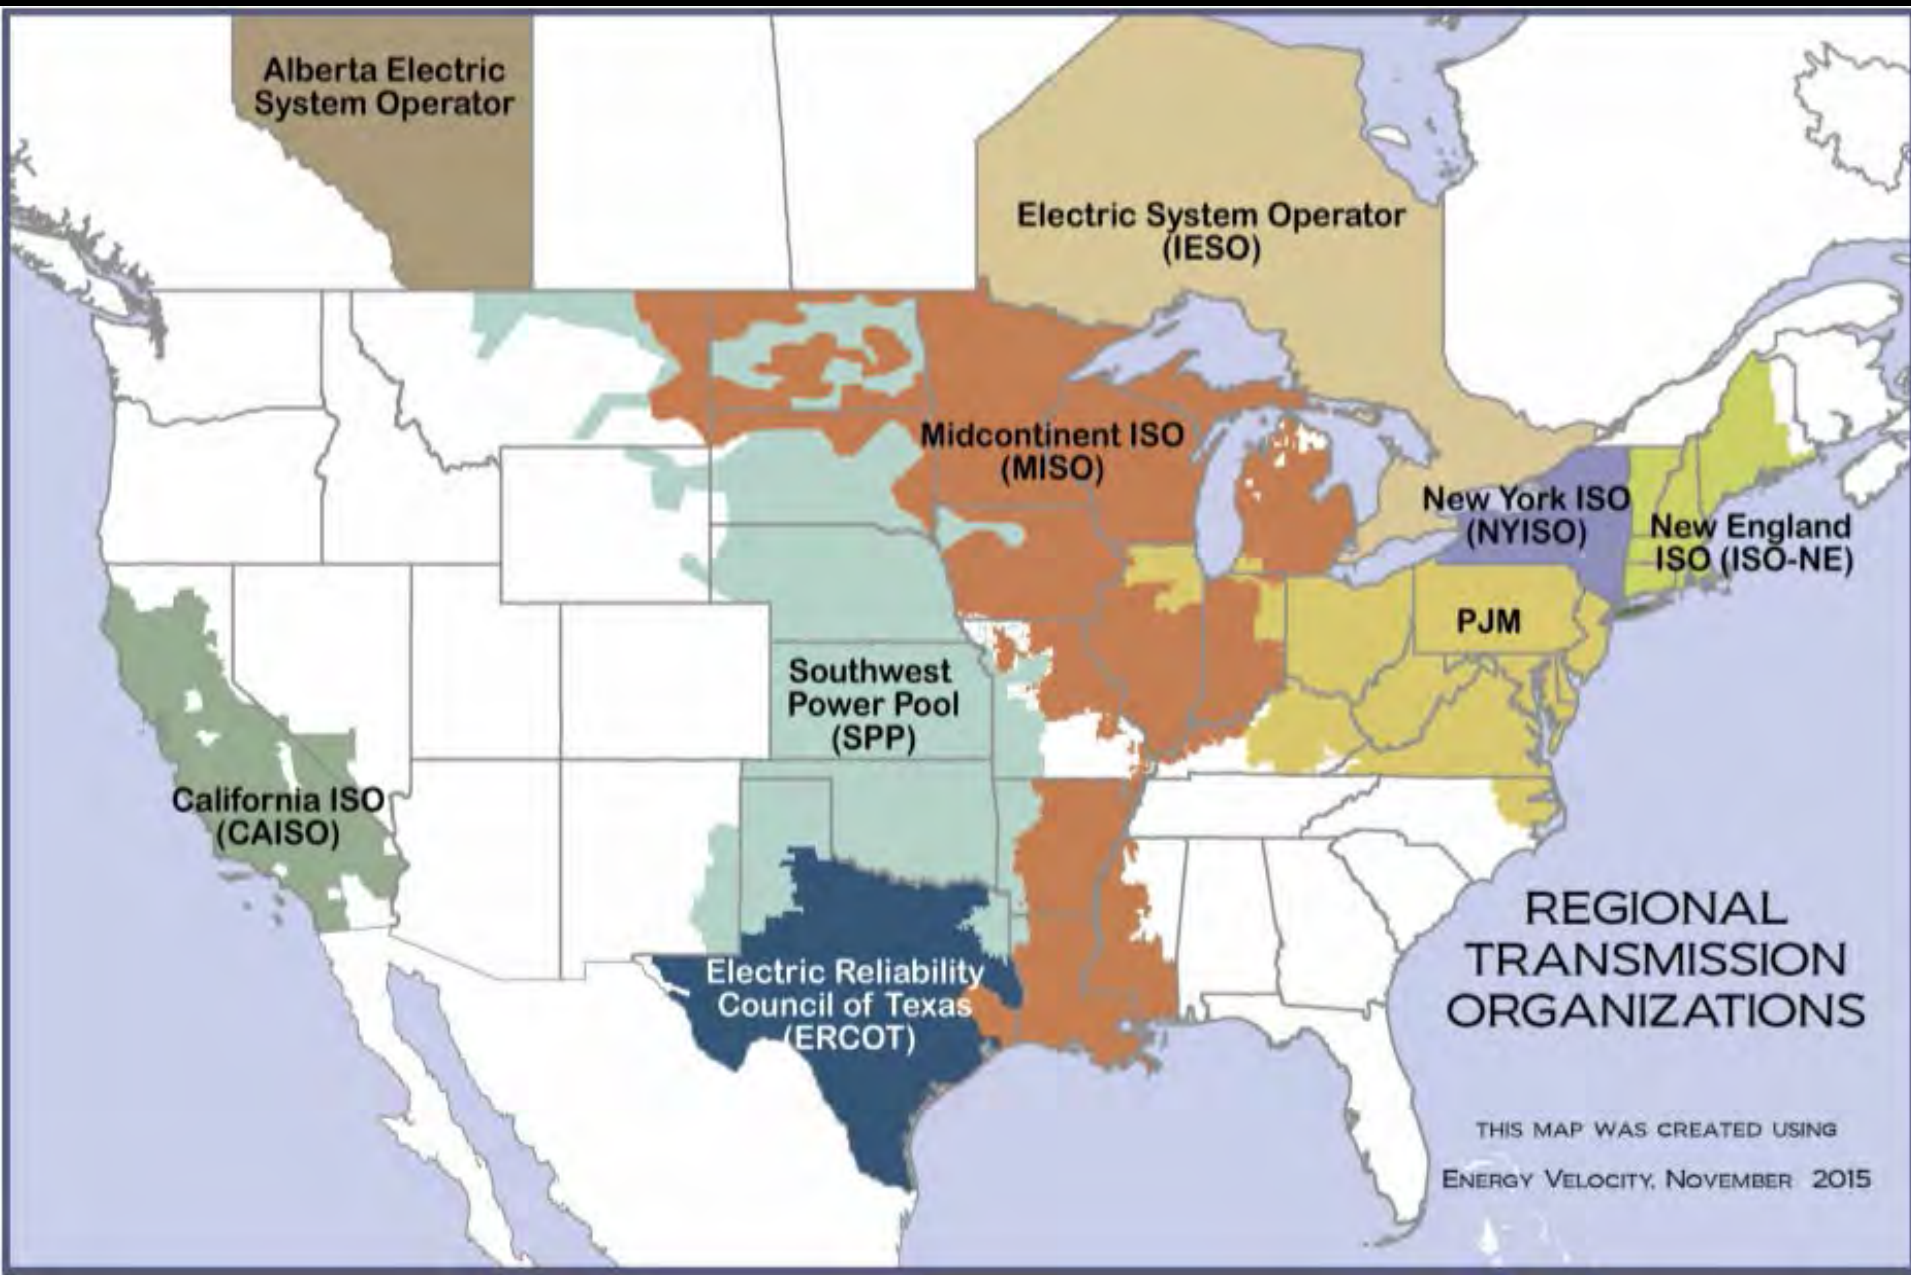 Alberta Electric
System Operator
Electric System Operator
(IESO)
Midcontinent ISO
(MISO)
New York ISO
(NYISO)
New England
ISO (ISO-NE)
PJM
Southwest
Power Pool
(SPP)
California ISO
(CAISO)
Electric Reliability
Council of Texas
(ERCOT)
REGIONAL
TRANSMISSION
ORGANIZATIONS
THIS MAP WAS CREATED USING
ENERGY VELOCITY, NOVEMBER 2015